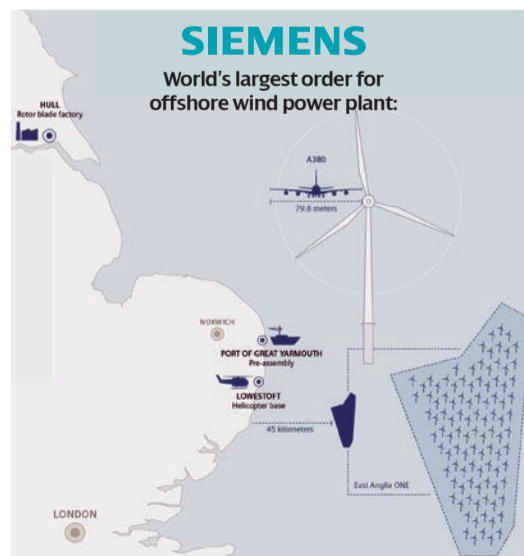 SIEMENS
World's largest order for
offshore wind power plant:
HULL
Rotor blade factory
A380
79.8 meters
NORWICH
PORT OF GREAT YARMOUTH
Pre-assembly
LOWESTOFT
Helicopter base
45 kilometers
East Anglia ONE
LONDON